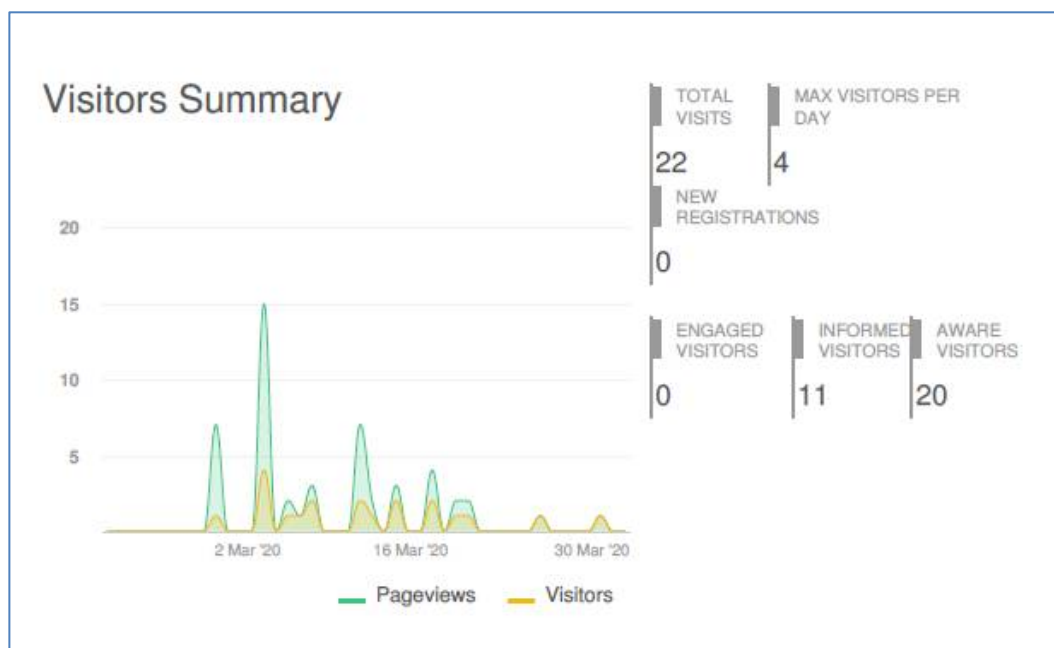 Visitors Summary
TOTAL
VISITS
22
MAX VISITORS PER
DAY
4
NEW
REGISTRATIONS
0
ENGAGED
VISITORS
0
INFORMED
VISITORS
11
AWARE
VISITORS
20
20
15
10
5
2 Mar '20
16 Mar '20
30 Mar '20
Pageviews
Visitors